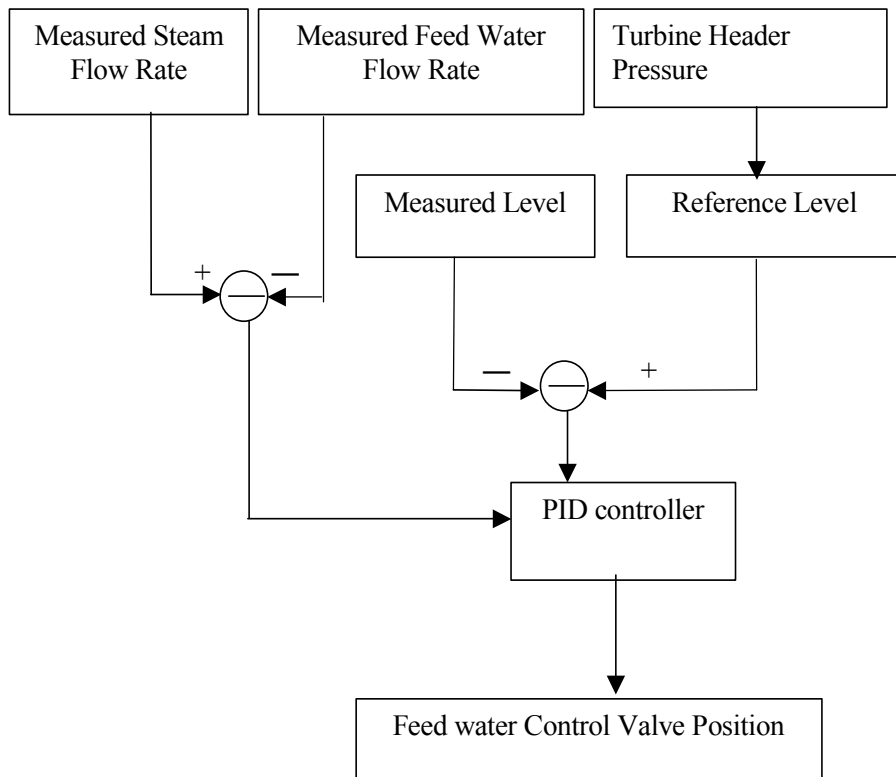 Measured Steam
Flow Rate
Measured Feed Water
Flow Rate
Turbine Header
Pressure
Measured Level
Reference Level
+
—
—
—
—
+
PID controller
Feed water Control Valve Position